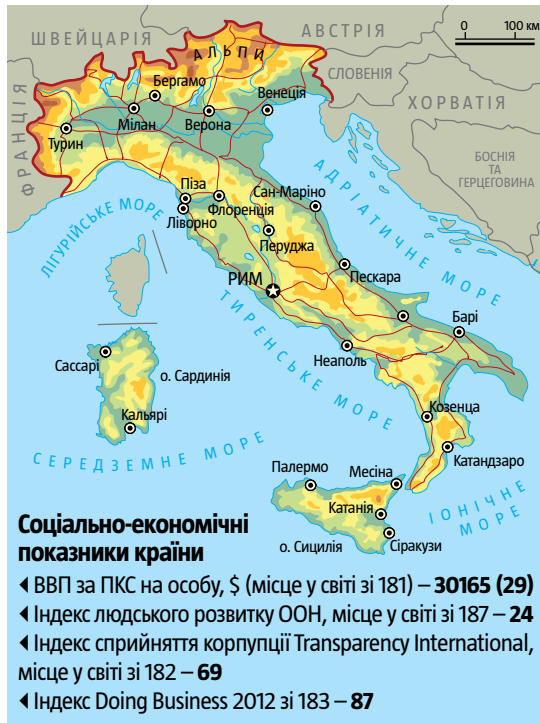 ШВЕЙЦАРІЯ
АВСТРІЯ
0 100 км
АЛЬПИ
СЛОВЕНІЯ
Бергамо
Венеція
ХОРВАТІЯ
Мілан
Верона
Турин
ФРАНЦІЯ
БОСНІЯ
ТА
ГЕРЦЕГОВИНА
АДРІАТИЧНЕ МОРЕ
Піза
Сан-Маріно
Флоренція
Ліворно
ЛІГУРІЙСЬКЕ МОРЕ
Перуджа
РИМ
Пескара
ТИРЕНСЬКЕ МОРЕ
Барі
Неаполь
Сассарі
о. Сардинія
Козенца
Кальярі
Катандзаро
СЕРЕДЗЕМНЕ МОРЕ
Палермо
Месіна
ІОНІЧНЕ
МОРЕ
Катанія
о. Сицилія
Сіракузи
Соціально-економічні
показники країни
◂ ВВП за ПКС на особу, $ (місце у світі зі 181) – 30165 (29)
◂ Індекс людського розвитку ООН, місце у світі зі 187 – 24
◂ Індекс сприйняття корупції Transparency International,
місце у світі зі 182 – 69
◂ Індекс Doing Business 2012 зі 183 – 87